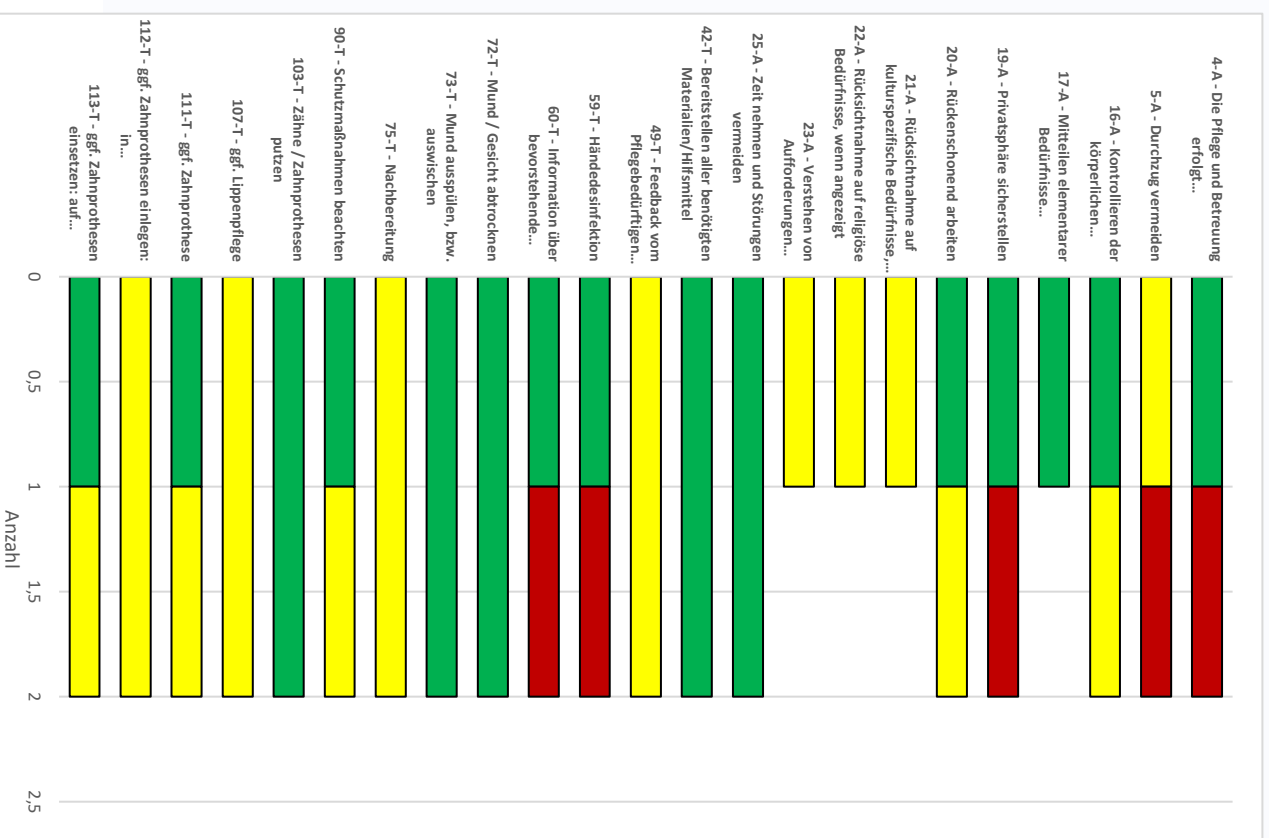 4-A - Die Pflege und Betreuung
erfolgt...
5-A - Durchzug vermeiden
16-A - Kontrollieren der
körperlichen...
17-A - Mitteilen elementarer
Bedürfnisse...
19-A - Privatsphäre sicherstellen
20-A - Rückenschonend arbeiten
21-A - Rücksichtnahme auf
kulturspezifische Bedürfnisse,...
22-A - Rücksichtnahme auf religiöse
Bedürfnisse, wenn angezeigt
23-A - Verstehen von
Aufforderungen...
25-A - Zeit nehmen und Störungen
vermeiden
42-T - Bereitstellen aller benötigten
Materialien/Hilfsmittel
49-T - Feedback vom
Pflegebedürftigen...
59-T - Händedesinfektion
60-T - Information über
bevorstehende...
72-T - Mund / Gesicht abtrocknen
73-T - Mund ausspülen, bzw.
auswischen
75-T - Nachbereitung
90-T - Schutzmaßnahmen beachten
103-T - Zähne / Zahnprothesen
putzen
107-T - ggf. Lippenpflege
111-T - ggf. Zahnprothese
112-T - ggf. Zahnprothesen einlegen:
in...
113-T - ggf. Zahnprothesen
einsetzen: auf...
0
0,5
1
1,5
2
2,5
Anzahl